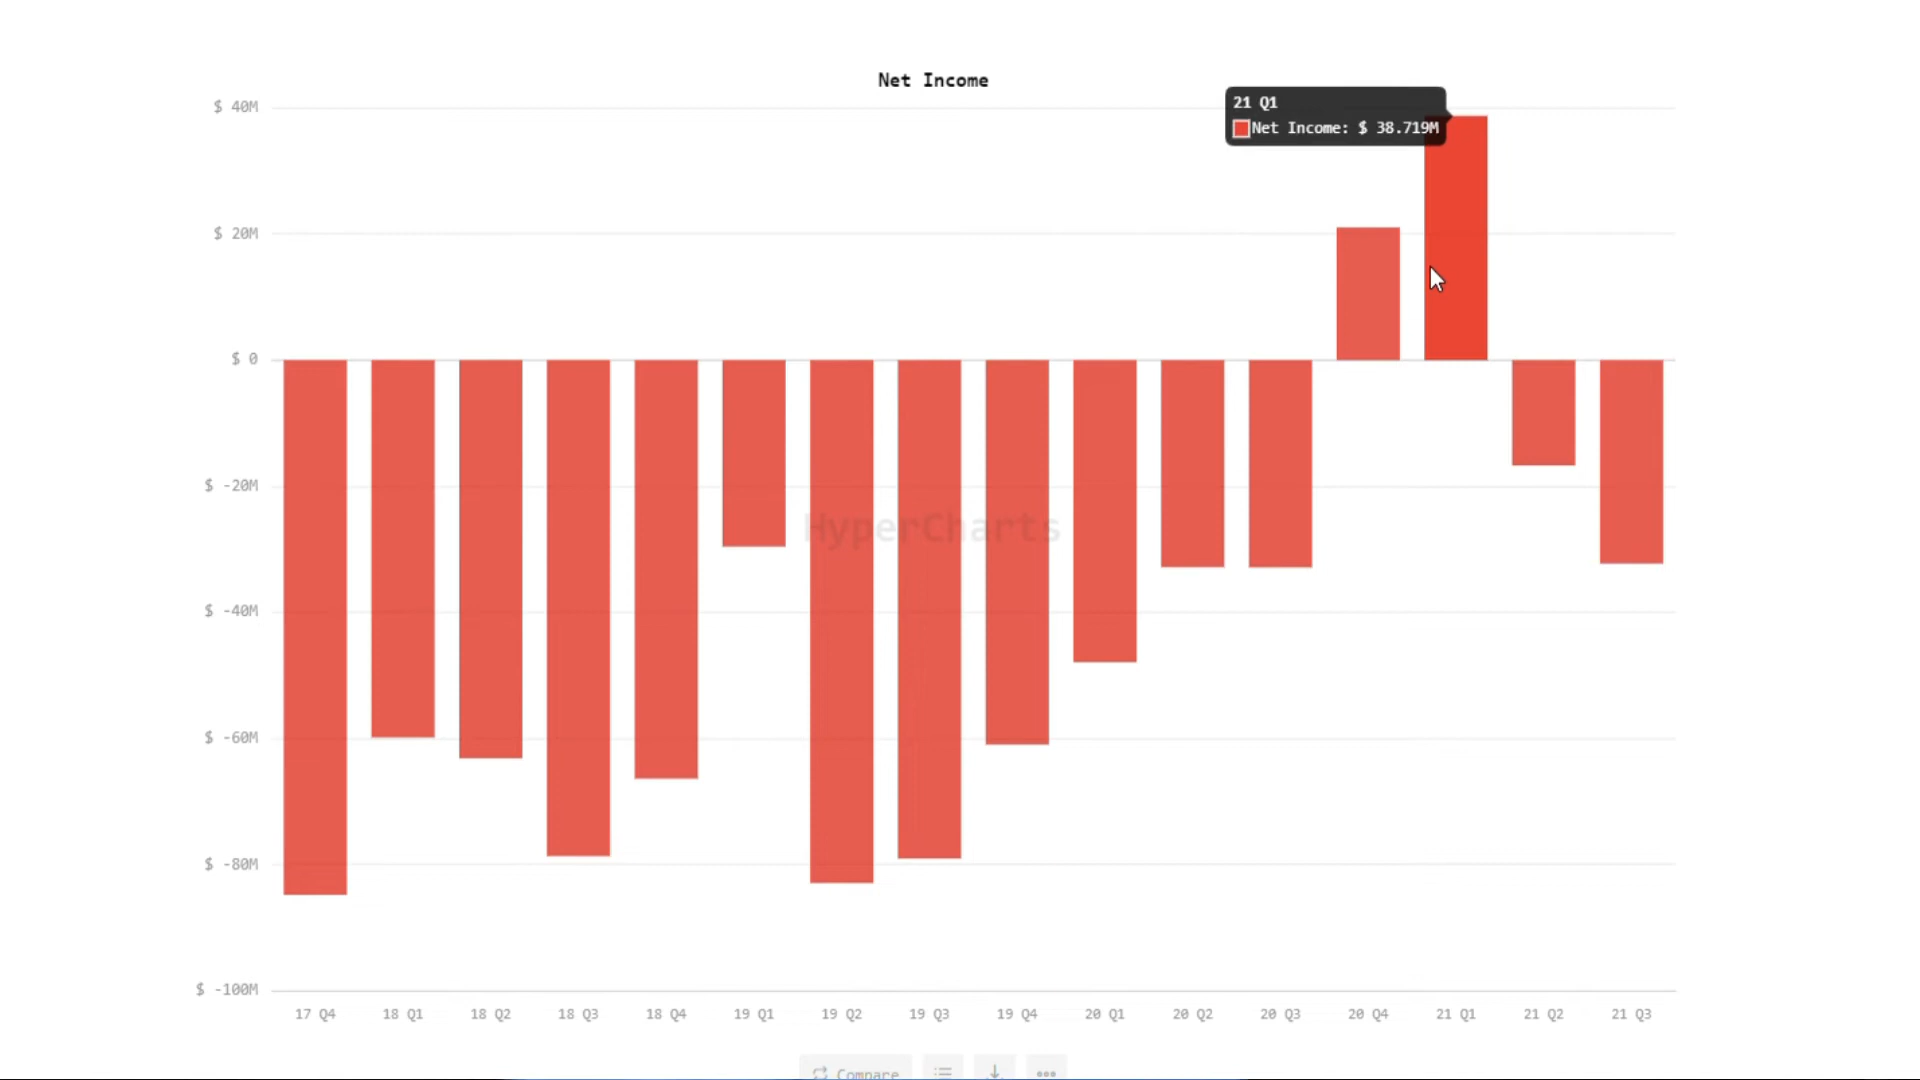 Net Income
21 Q1
Net Income: $ 38.719M
$ 40M
$ 20M
$ 0
$ -20M
$ -40M
$ -60M
$ -80M
$ -100M
HyperCharts
17 Q4 18 Q1 18 Q2 18 Q3 18 Q4 19 Q1 19 Q2 19 Q3 19 Q4 20 Q1 20 Q2 20 Q3 20 Q4 21 Q1 21 Q2 21 Q3
Compare